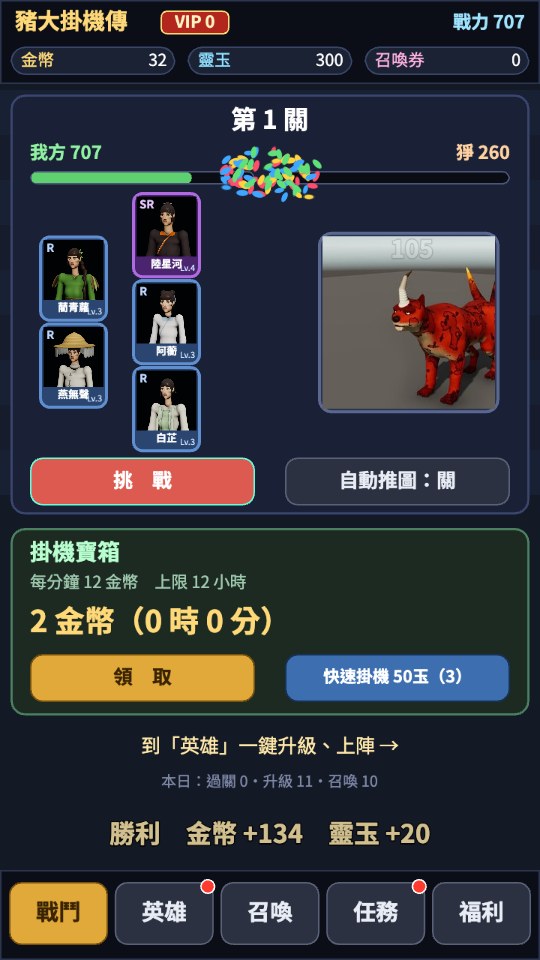 豬大掛機傳
VIP 0
戰力 707
金幣 32
靈玉 300
召喚券 0
第 1 關
我方 707
猙 260
SR
陸星河 Lv.4
R
藺青蘿 Lv.3
R
阿蘅 Lv.3
R
燕無聲 Lv.3
R
白芷 Lv.3
105
挑 戰
自動推圖：關
掛機寶箱
每分鐘 12 金幣 上限 12 小時
2 金幣（0 時 0 分）
領 取
快速掛機 50玉（3）
到「英雄」一鍵升級、上陣 →
本日：過關 0・升級 11・召喚 10
勝利 金幣 +134 靈玉 +20
戰鬥
英雄
召喚
任務
福利